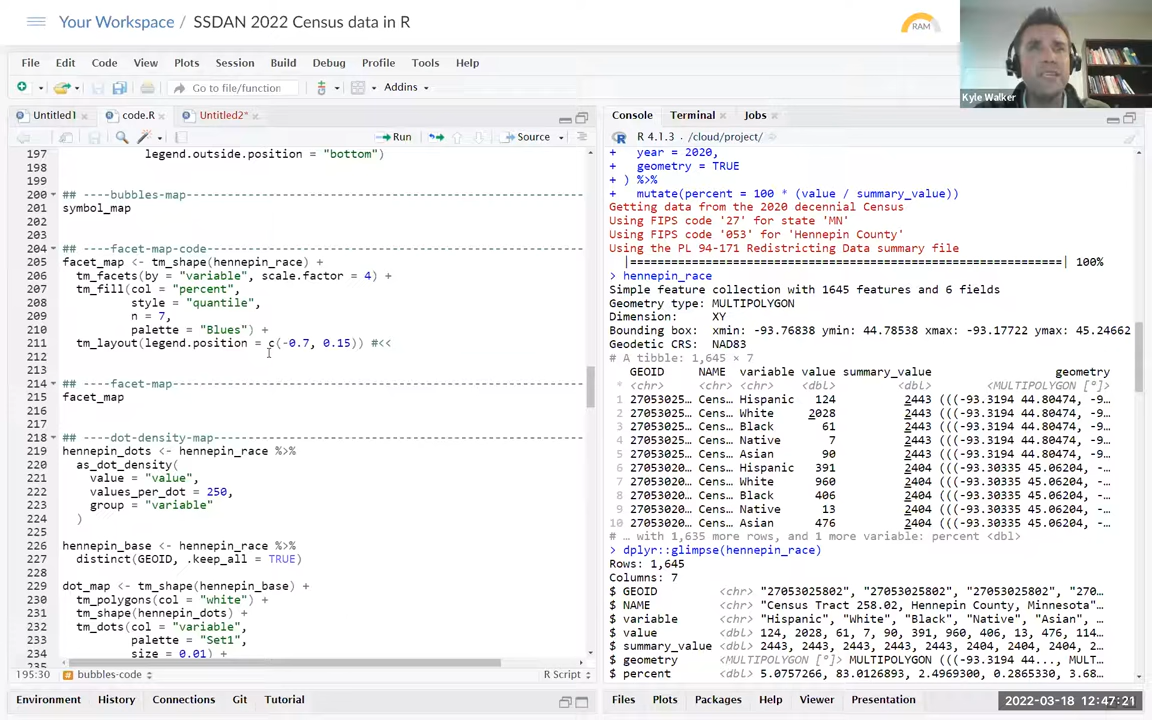 Your Workspace / SSDAN 2022 Census data in R
RAM
Kyle Walker
File Edit Code View Plots Session Build Debug Profile Tools Help
Go to file/function Addins
Untitled1 code.R Untitled2*
Run Source
197 legend.outside.position = "bottom")
198
199
200 ## ----bubbles-map----
201 symbol_map
202
203
204 ## ----facet-map-code----
205 facet_map <- tm_shape(hennepin_race) +
206 tm_facets(by = "variable", scale.factor = 4) +
207 tm_fill(col = "percent",
208 style = "quantile",
209 n = 7,
210 palette = "Blues") +
211 tm_layout(legend.position = c(-0.7, 0.15)) #<<
212
213
214 ## ----facet-map----
215 facet_map
216
217
218 ## ----dot-density-map----
219 hennepin_dots <- hennepin_race %>%
220 as_dot_density(
221 value = "value",
222 values_per_dot = 250,
223 group = "variable"
224 )
225
226 hennepin_base <- hennepin_race %>%
227 distinct(GEOID, .keep_all = TRUE)
228
229 dot_map <- tm_shape(hennepin_base) +
230 tm_polygons(col = "white") +
231 tm_shape(hennepin_dots) +
232 tm_dots(col = "variable",
233 palette = "Set1",
234 size = 0.01) +
235
195:30 bubbles-code R Script
Environment History Connections Git Tutorial
Console Terminal Jobs
R 4.1.3 . /cloud/project/
+ year = 2020,
+ geometry = TRUE
+ ) %>%
+ mutate(percent = 100 * (value / summary_value))
Getting data from the 2020 decennial Census
Using FIPS code '27' for state 'MN'
Using FIPS code '053' for 'Hennepin County'
Using the PL 94-171 Redistricting Data summary file
|======================================================================| 100%
> hennepin_race
Simple feature collection with 1645 features and 6 fields
Geometry type: MULTIPOLYGON
Dimension: XY
Bounding box: xmin: -93.76838 ymin: 44.78538 xmax: -93.17722 ymax: 45.24662
Geodetic CRS: NAD83
# A tibble: 1,645 × 7
GEOID NAME variable value summary_value geometry
* <chr> <chr> <chr> <dbl> <dbl> <MULTIPOLYGON [°]>
1 27053025… Cens… Hispanic 124 2443 (((-93.3194 44.80474, -9…
2 27053025… Cens… White 2028 2443 (((-93.3194 44.80474, -9…
3 27053025… Cens… Black 61 2443 (((-93.3194 44.80474, -9…
4 27053025… Cens… Native 7 2443 (((-93.3194 44.80474, -9…
5 27053025… Cens… Asian 90 2443 (((-93.3194 44.80474, -9…
6 27053020… Cens… Hispanic 391 2404 (((-93.30335 45.06204, -…
7 27053020… Cens… White 960 2404 (((-93.30335 45.06204, -…
8 27053020… Cens… Black 406 2404 (((-93.30335 45.06204, -…
9 27053020… Cens… Native 13 2404 (((-93.30335 45.06204, -…
10 27053020… Cens… Asian 476 2404 (((-93.30335 45.06204, -…
# … with 1,635 more rows, and 1 more variable: percent <dbl>
> dplyr::glimpse(hennepin_race)
Rows: 1,645
Columns: 7
$ GEOID <chr> "27053025802", "27053025802", "27053025802", "270…
$ NAME <chr> "Census Tract 258.02, Hennepin County, Minnesota"…
$ variable <chr> "Hispanic", "White", "Black", "Native", "Asian", …
$ value <dbl> 124, 2028, 61, 7, 90, 391, 960, 406, 13, 476, 114…
$ summary_value <dbl> 2443, 2443, 2443, 2443, 2443, 2404, 2404, 2404, 2…
$ geometry <MULTIPOLYGON [°]> MULTIPOLYGON (((-93.3194 44…, MULT…
$ percent <dbl> 5.0757266, 83.0126893, 2.4969300, 0.2865330, 3.68…
Files Plots Packages Help Viewer Presentation
2022-03-18 12:47:21